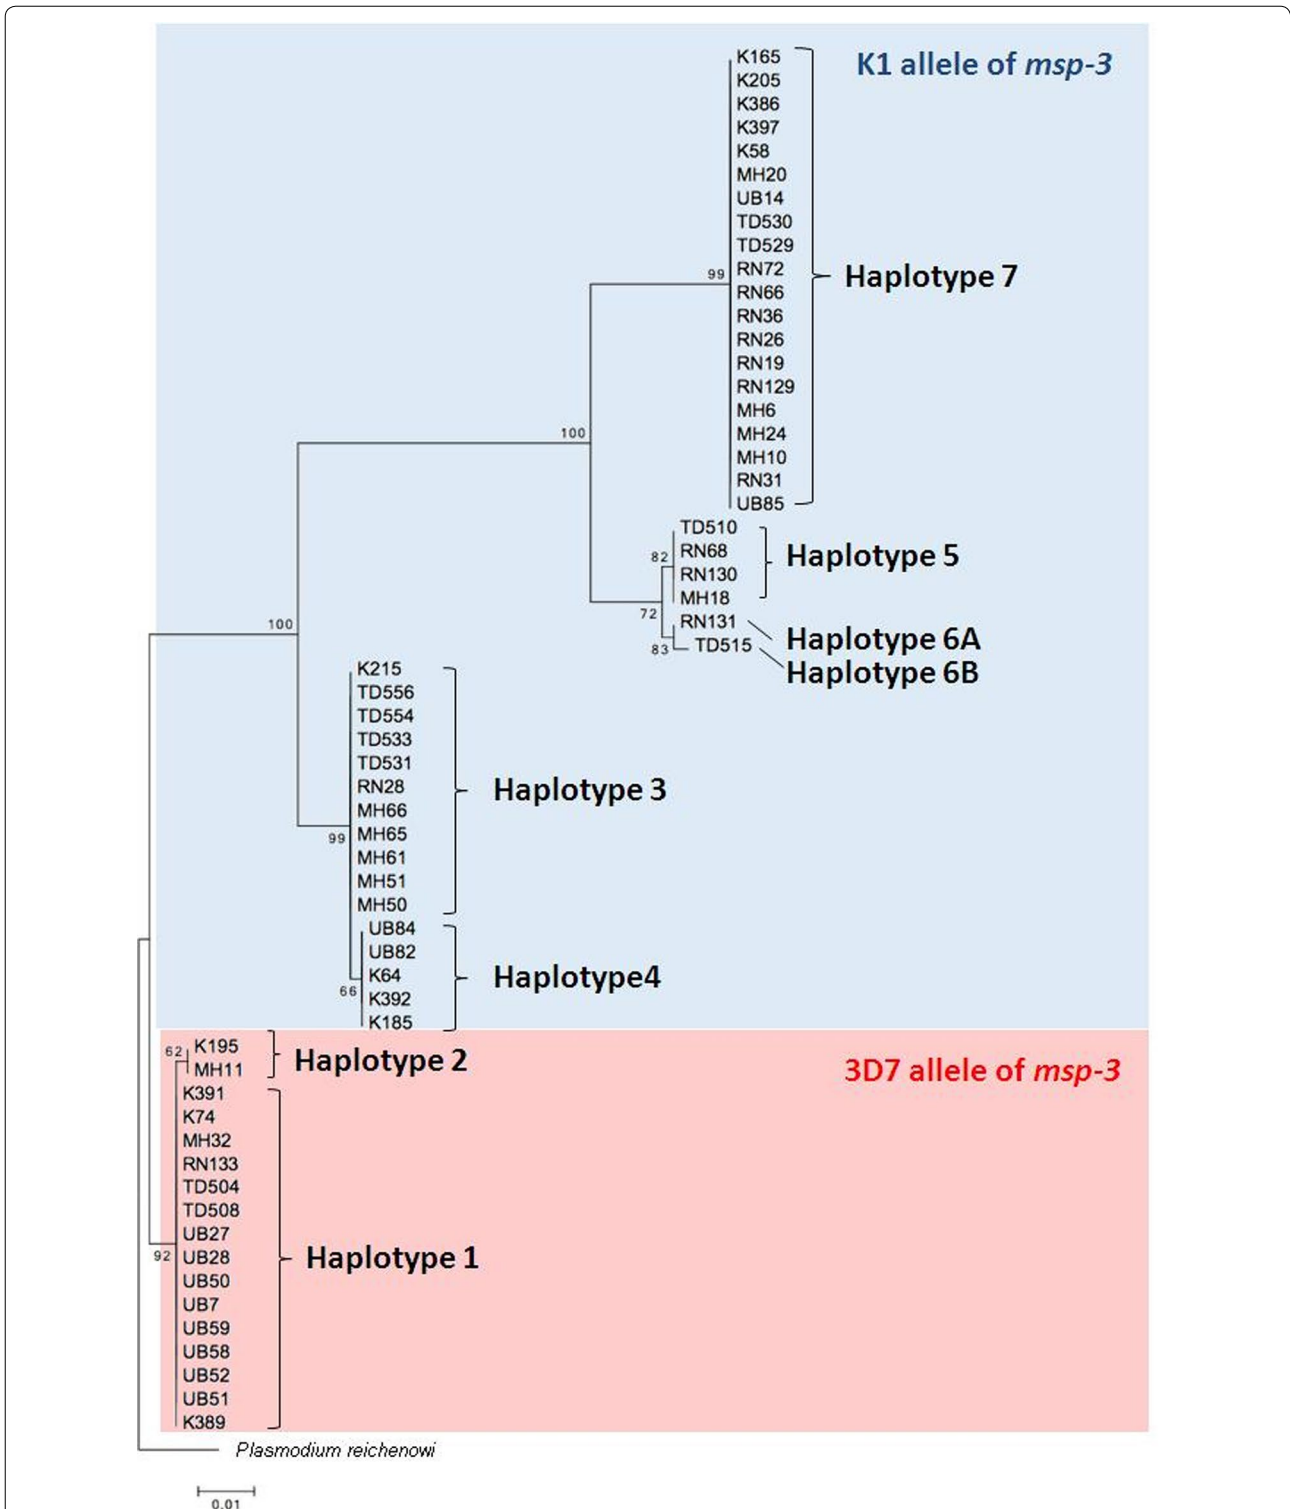 K1 allele of msp-3
K165
K205
K386
K397
K58
MH20
UB14
TD530
TD529
RN72
RN66
RN36
RN26
RN19
RN129
MH6
MH24
MH10
RN31
UB85
99
Haplotype 7
100
TD510
RN68
RN130
MH18
82
Haplotype 5
72
RN131
TD515
83
Haplotype 6A
Haplotype 6B
100
K215
TD556
TD554
TD533
TD531
RN28
MH66
MH65
MH61
MH51
MH50
99
Haplotype 3
UB84
UB82
K64
K392
K185
66
Haplotype4
62
K195
MH11
Haplotype 2
3D7 allele of msp-3
K391
K74
MH32
RN133
TD504
TD508
UB27
UB28
UB50
UB7
UB59
UB58
UB52
UB51
K389
92
Haplotype 1
Plasmodium reichenowi
0.01